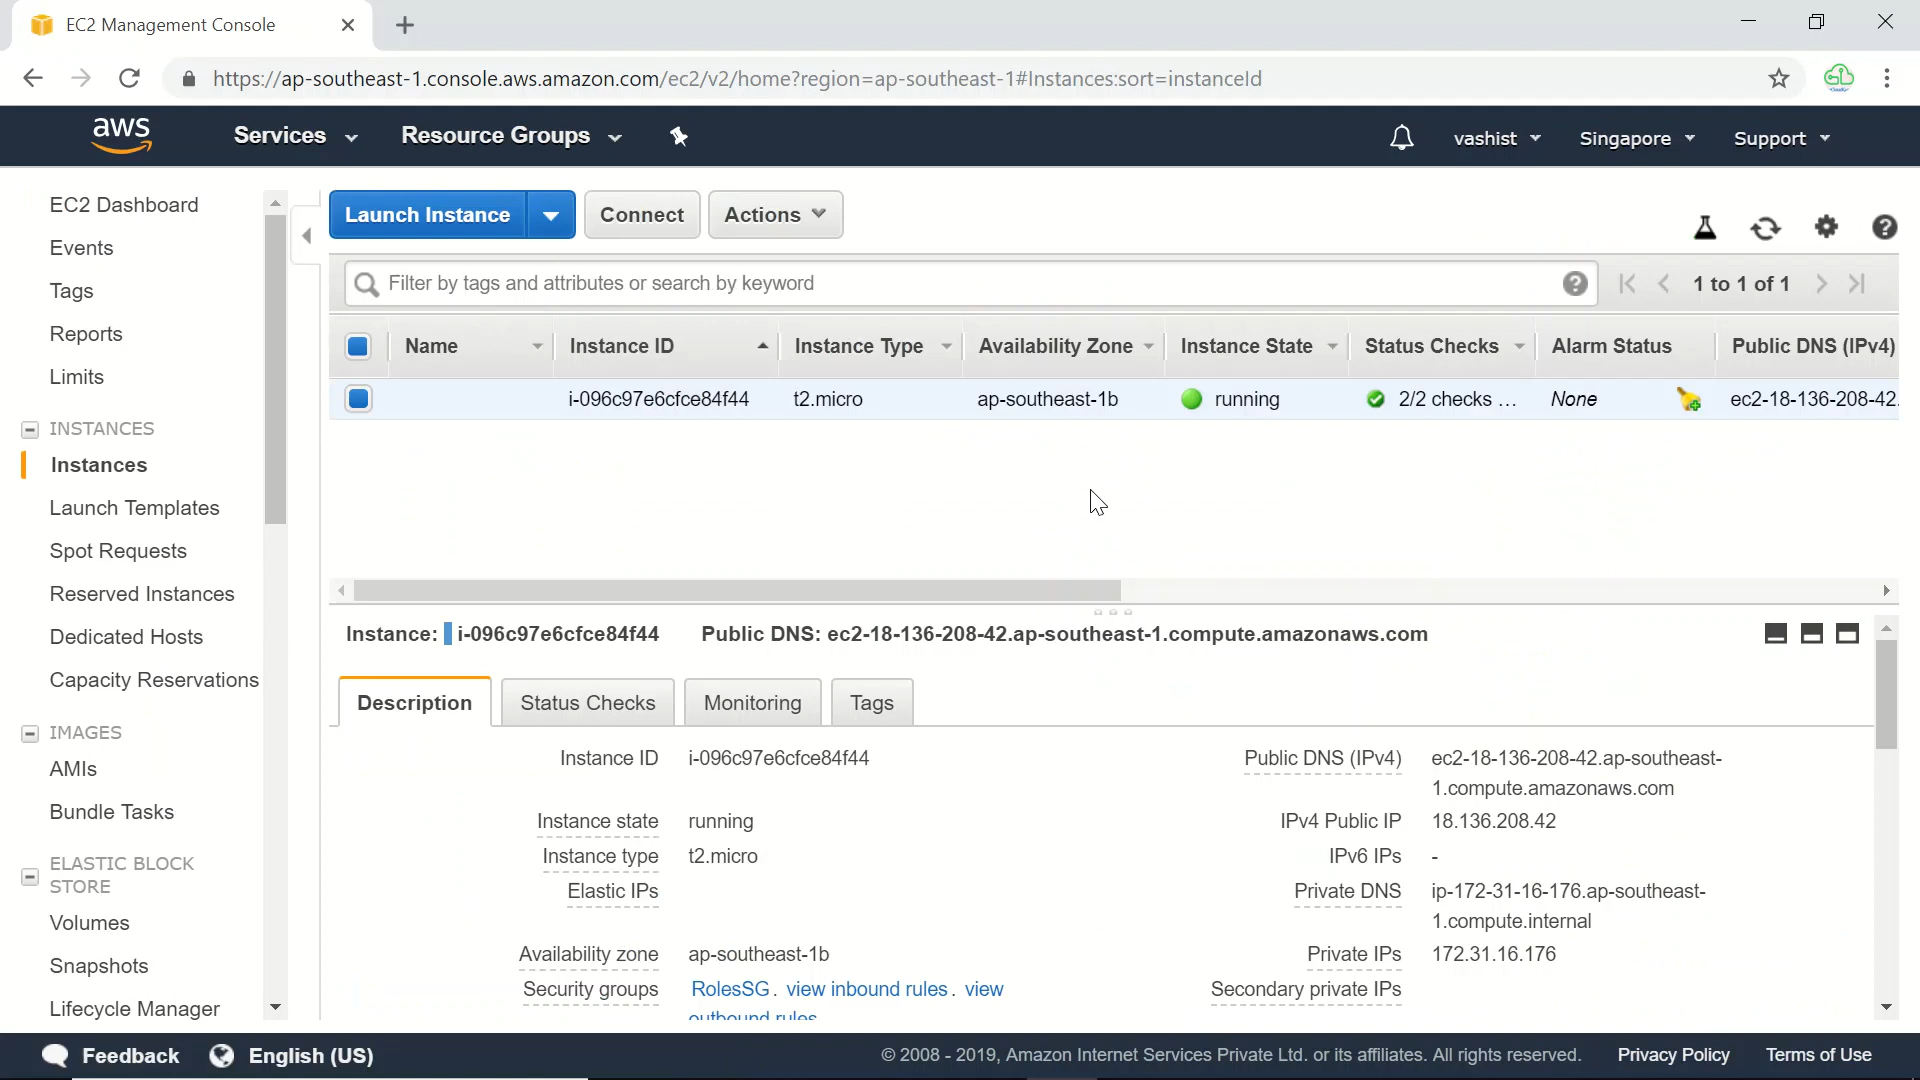 EC2 Management Console
https://ap-southeast-1.console.aws.amazon.com/ec2/v2/home?region=ap-southeast-1#Instances:sort=instanceId
aws
Services
Resource Groups
vashist
Singapore
Support
EC2 Dashboard
Events
Tags
Reports
Limits
INSTANCES
Instances
Launch Templates
Spot Requests
Reserved Instances
Dedicated Hosts
Capacity Reservations
IMAGES
AMIs
Bundle Tasks
ELASTIC BLOCK
STORE
Volumes
Snapshots
Lifecycle Manager
Launch Instance
Connect
Actions
Filter by tags and attributes or search by keyword
1 to 1 of 1
Name Instance ID Instance Type Availability Zone Instance State Status Checks Alarm Status Public DNS (IPv4)
i-096c97e6cfce84f44 t2.micro ap-southeast-1b running 2/2 checks ... None ec2-18-136-208-42.
Instance: i-096c97e6cfce84f44 Public DNS: ec2-18-136-208-42.ap-southeast-1.compute.amazonaws.com
Description
Status Checks
Monitoring
Tags
Instance ID i-096c97e6cfce84f44
Instance state running
Instance type t2.micro
Elastic IPs
Availability zone ap-southeast-1b
Security groups RolesSG. view inbound rules. view
outbound rules
Public DNS (IPv4) ec2-18-136-208-42.ap-southeast-
1.compute.amazonaws.com
IPv4 Public IP 18.136.208.42
IPv6 IPs -
Private DNS ip-172-31-16-176.ap-southeast-
1.compute.internal
Private IPs 172.31.16.176
Secondary private IPs
Feedback
English (US)
© 2008 - 2019, Amazon Internet Services Private Ltd. or its affiliates. All rights reserved.
Privacy Policy
Terms of Use